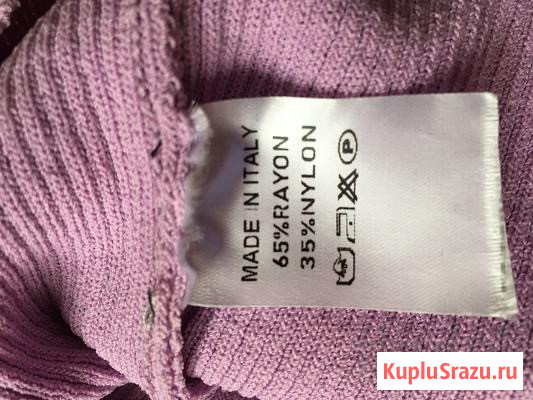 MADE IN ITALY
65%RAYON
35%NYLON
P
KupluSrazu.ru